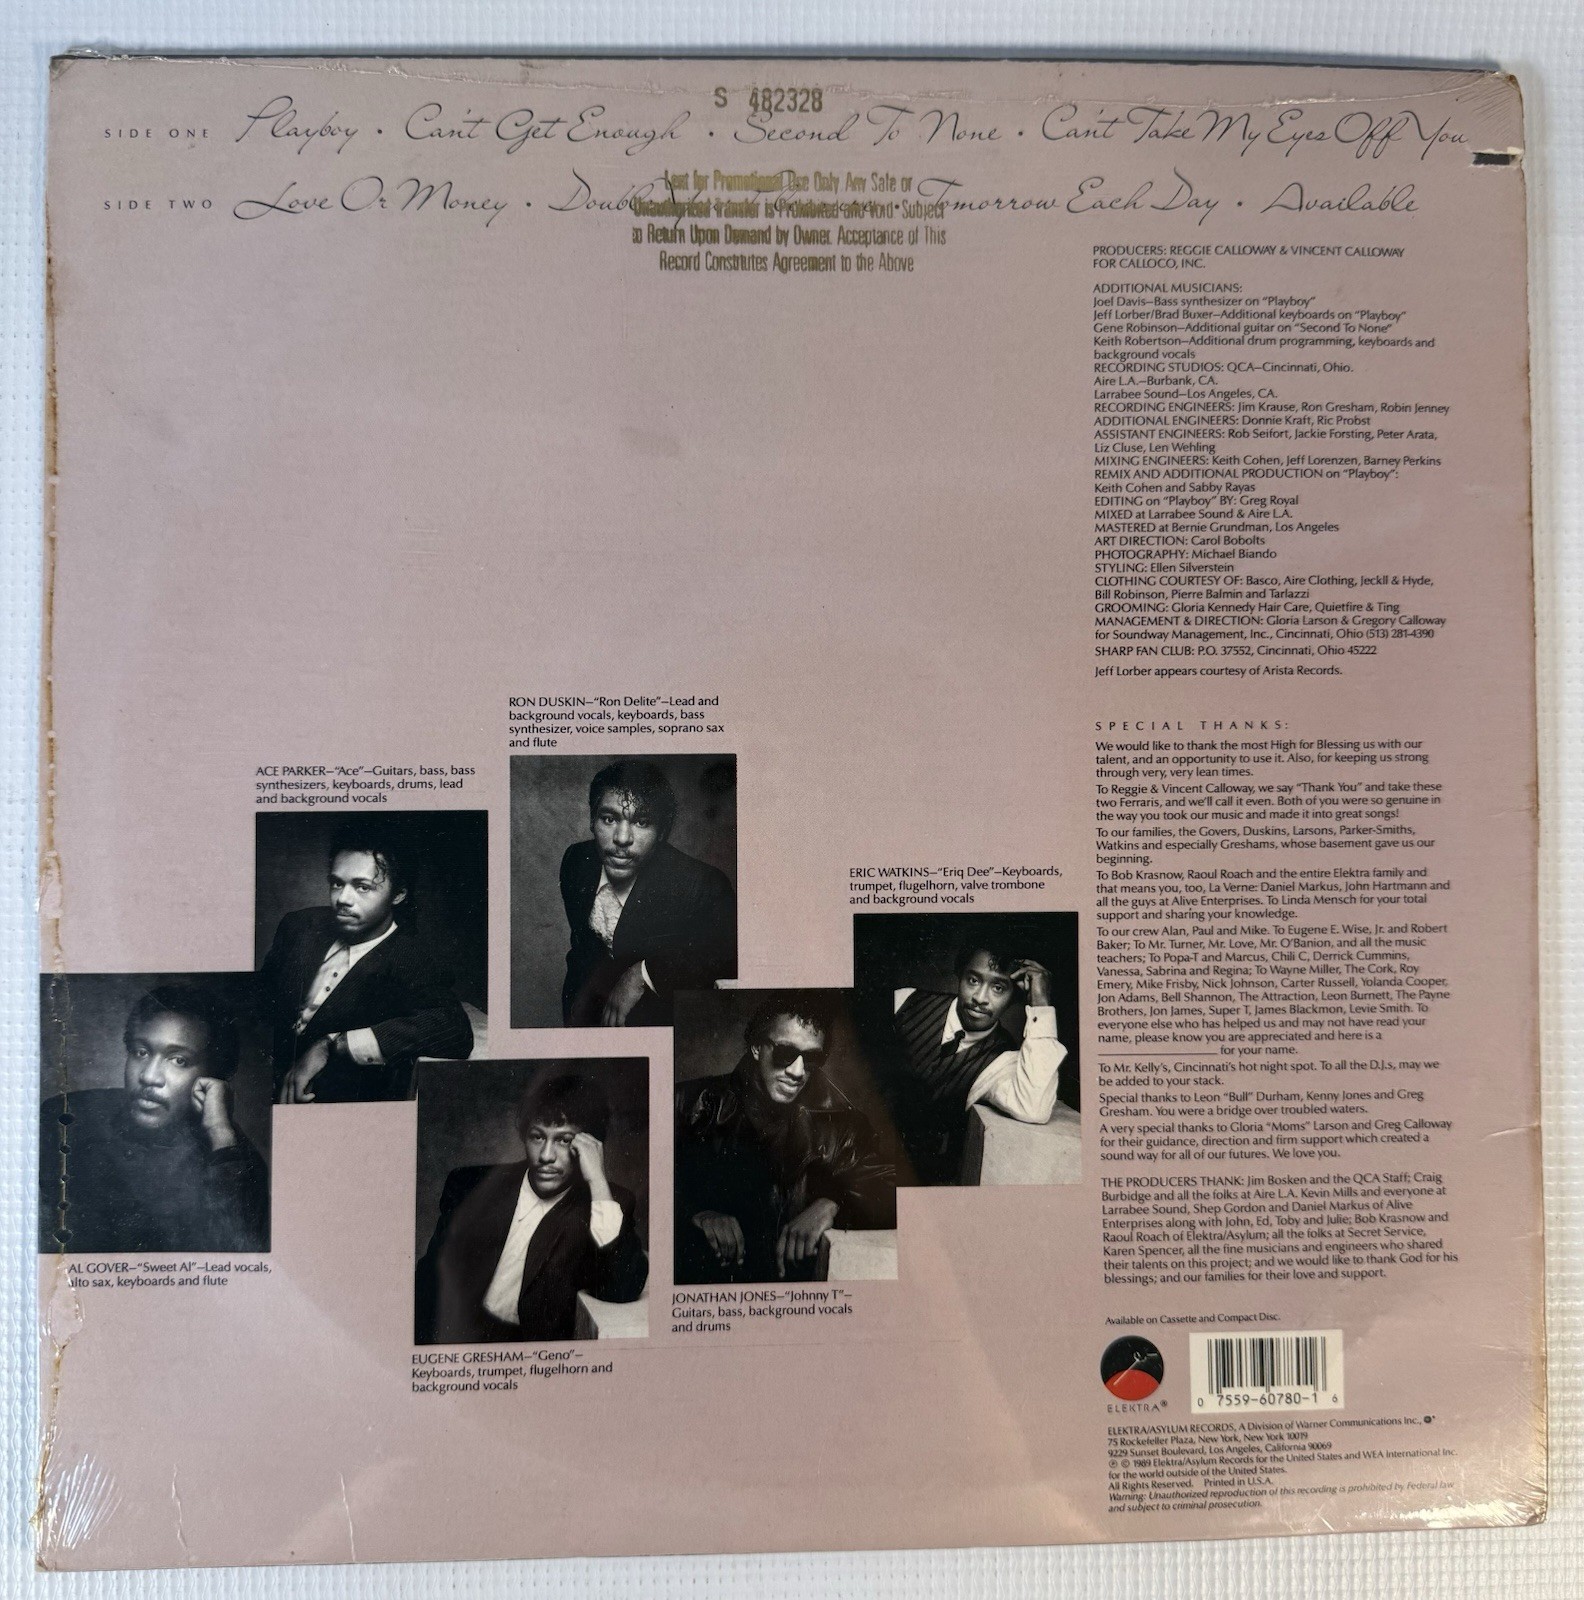 S 482328
SIDE ONE Playboy • Can't Get Enough • Second To None • Can't Take My Eyes Off You
SIDE TWO Love Or Money • Double • Tomorrow Each Day • Available
Lent for Promotional Use Only Any Sale or
Unauthorized Transfer is Prohibited and Void • Subject
to Return Upon Demand by Owner. Acceptance of This
Record Constitutes Agreement to the Above
PRODUCERS: REGGIE CALLOWAY & VINCENT CALLOWAY
FOR CALLOCO, INC.
ADDITIONAL MUSICIANS:
Joel Davis—Bass synthesizer on "Playboy"
Jeff Lorber/Brad Buxer—Additional keyboards on "Playboy"
Gene Robinson—Additional guitar on "Second To None"
Keith Robertson—Additional drum programming, keyboards and
background vocals
RECORDING STUDIOS: QCA—Cincinnati, Ohio.
Aire L.A.—Burbank, CA.
Larrabee Sound—Los Angeles, CA.
RECORDING ENGINEERS: Jim Krause, Ron Gresham, Robin Jenney
ADDITIONAL ENGINEERS: Donnie Kraft, Ric Probst
ASSISTANT ENGINEERS: Rob Seifort, Jackie Forsting, Peter Arata,
Liz Cluse, Len Wehling
MIXING ENGINEERS: Keith Cohen, Jeff Lorenzen, Barney Perkins
REMIX AND ADDITIONAL PRODUCTION on "Playboy":
Keith Cohen and Sabby Rayas
EDITING on "Playboy" BY: Greg Royal
MIXED at Larrabee Sound & Aire L.A.
MASTERED at Bernie Grundman, Los Angeles
ART DIRECTION: Carol Bobolts
PHOTOGRAPHY: Michael Biando
STYLING: Ellen Silverstein
CLOTHING COURTESY OF: Basco, Aire Clothing, Jeckll & Hyde,
Bill Robinson, Pierre Balmin and Tarlazzi
GROOMING: Gloria Kennedy Hair Care, Quietfire & Ting
MANAGEMENT & DIRECTION: Gloria Larson & Gregory Calloway
for Soundway Management, Inc., Cincinnati, Ohio (513) 281-4390
SHARP FAN CLUB: P.O. 37552, Cincinnati, Ohio 45222
Jeff Lorber appears courtesy of Arista Records.
SPECIAL THANKS:
We would like to thank the most High for Blessing us with our
talent, and an opportunity to use it. Also, for keeping us strong
through very, very lean times.
To Reggie & Vincent Calloway, we say "Thank You" and take these
two Ferraris, and we'll call it even. Both of you were so genuine in
the way you took our music and made it into great songs!
To our families, the Govers, Duskins, Larsons, Parker-Smiths,
Watkins and especially Greshams, whose basement gave us our
beginning.
To Bob Krasnow, Raoul Roach and the entire Elektra family and
that means you, too, La Verne: Daniel Markus, John Hartmann and
all the guys at Alive Enterprises. To Linda Mensch for your total
support and sharing your knowledge.
To our crew Alan, Paul and Mike. To Eugene E. Wise, Jr. and Robert
Baker; To Mr. Turner, Mr. Love, Mr. O'Banion, and all the music
teachers; To Popa-T and Marcus, Chili C, Derrick Cummins,
Vanessa, Sabrina and Regina; To Wayne Miller, The Cork, Roy
Emery, Mike Frisby, Nick Johnson, Carter Russell, Yolanda Cooper,
Jon Adams, Bell Shannon, The Attraction, Leon Burnett, The Payne
Brothers, Jon James, Super T, James Blackmon, Levie Smith. To
everyone else who has helped us and may not have read your
name, please know you are appreciated and here is a
____________________ for your name.
To Mr. Kelly's, Cincinnati's hot night spot. To all the D.J.s, may we
be added to your stack.
Special thanks to Leon "Bull" Durham, Kenny Jones and Greg
Gresham. You were a bridge over troubled waters.
A very special thanks to Gloria "Moms" Larson and Greg Calloway
for their guidance, direction and firm support which created a
sound way for all of our futures. We love you.
THE PRODUCERS THANK: Jim Bosken and the QCA Staff; Craig
Burbidge and all the folks at Aire L.A. Kevin Mills and everyone at
Larrabee Sound, Shep Gordon and Daniel Markus of Alive
Enterprises along with John, Ed, Toby and Julie; Bob Krasnow and
Raoul Roach of Elektra/Asylum; all the folks at Secret Service,
Karen Spencer, all the fine musicians and engineers who shared
their talents on this project; and we would like to thank God for his
blessings; and our families for their love and support.
RON DUSKIN—"Ron Delite"—Lead and
background vocals, keyboards, bass
synthesizer, voice samples, soprano sax
and flute
ACE PARKER—"Ace"—Guitars, bass, bass
synthesizers, keyboards, drums, lead
and background vocals
ERIC WATKINS—"Eriq Dee"—Keyboards,
trumpet, flugelhorn, valve trombone
and background vocals
AL GOVER—"Sweet Al"—Lead vocals,
alto sax, keyboards and flute
JONATHAN JONES—"Johnny T"—
Guitars, bass, background vocals
and drums
EUGENE GRESHAM—"Geno"—
Keyboards, trumpet, flugelhorn and
background vocals
Available on Cassette and Compact Disc.
ELEKTRA®
0 7559-60780-1 6
ELEKTRA/ASYLUM RECORDS, A Division of Warner Communications Inc.,
75 Rockefeller Plaza, New York, New York 10019
9229 Sunset Boulevard, Los Angeles, California 90069
℗ © 1989 Elektra/Asylum Records for the United States and WEA International Inc.
for the world outside of the United States.
All Rights Reserved. Printed in U.S.A.
Warning: Unauthorized reproduction of this recording is prohibited by Federal law
and subject to criminal prosecution.